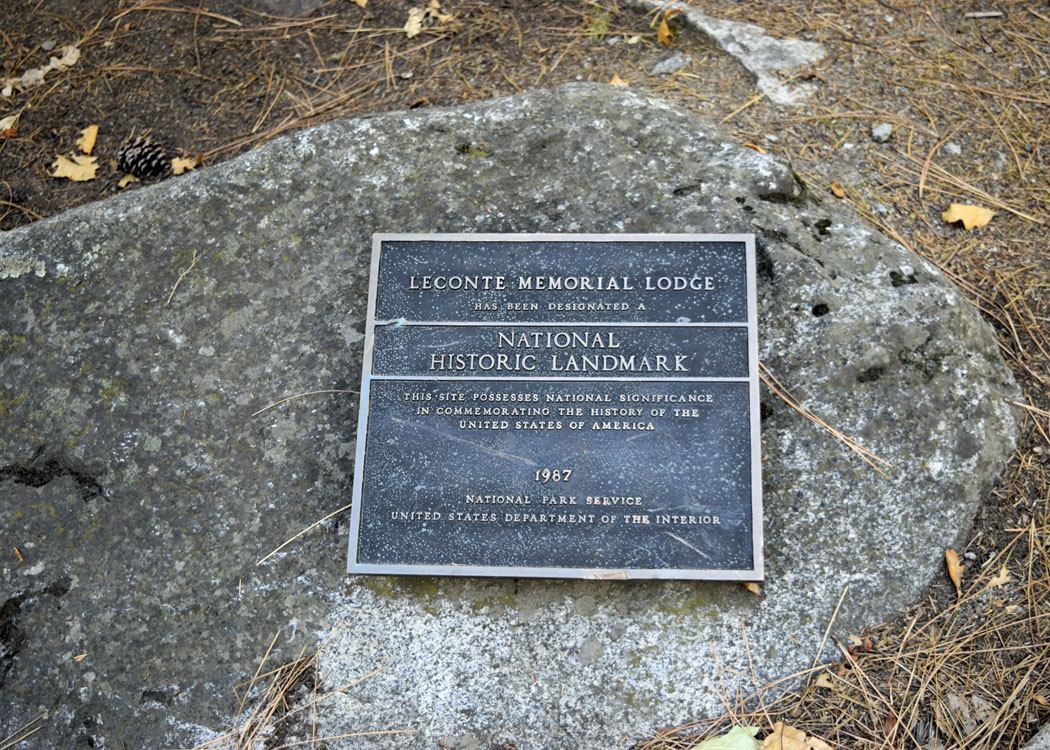 LECONTE MEMORIAL LODGE
HAS BEEN DESIGNATED A
NATIONAL
HISTORIC LANDMARK
THIS SITE POSSESSES NATIONAL SIGNIFICANCE
IN COMMEMORATING THE HISTORY OF THE
UNITED STATES OF AMERICA
1987
NATIONAL PARK SERVICE
UNITED STATES DEPARTMENT OF THE INTERIOR